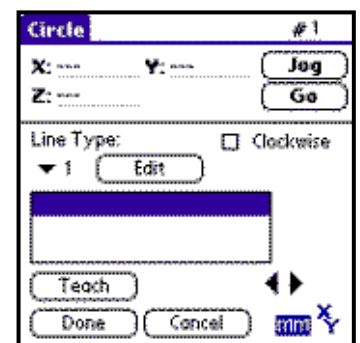 Circle # 1
X: --- Y: --- Jog
Z: --- Go
Line Type: Clockwise
1 Edit
Teach
Done Cancel mm X Y